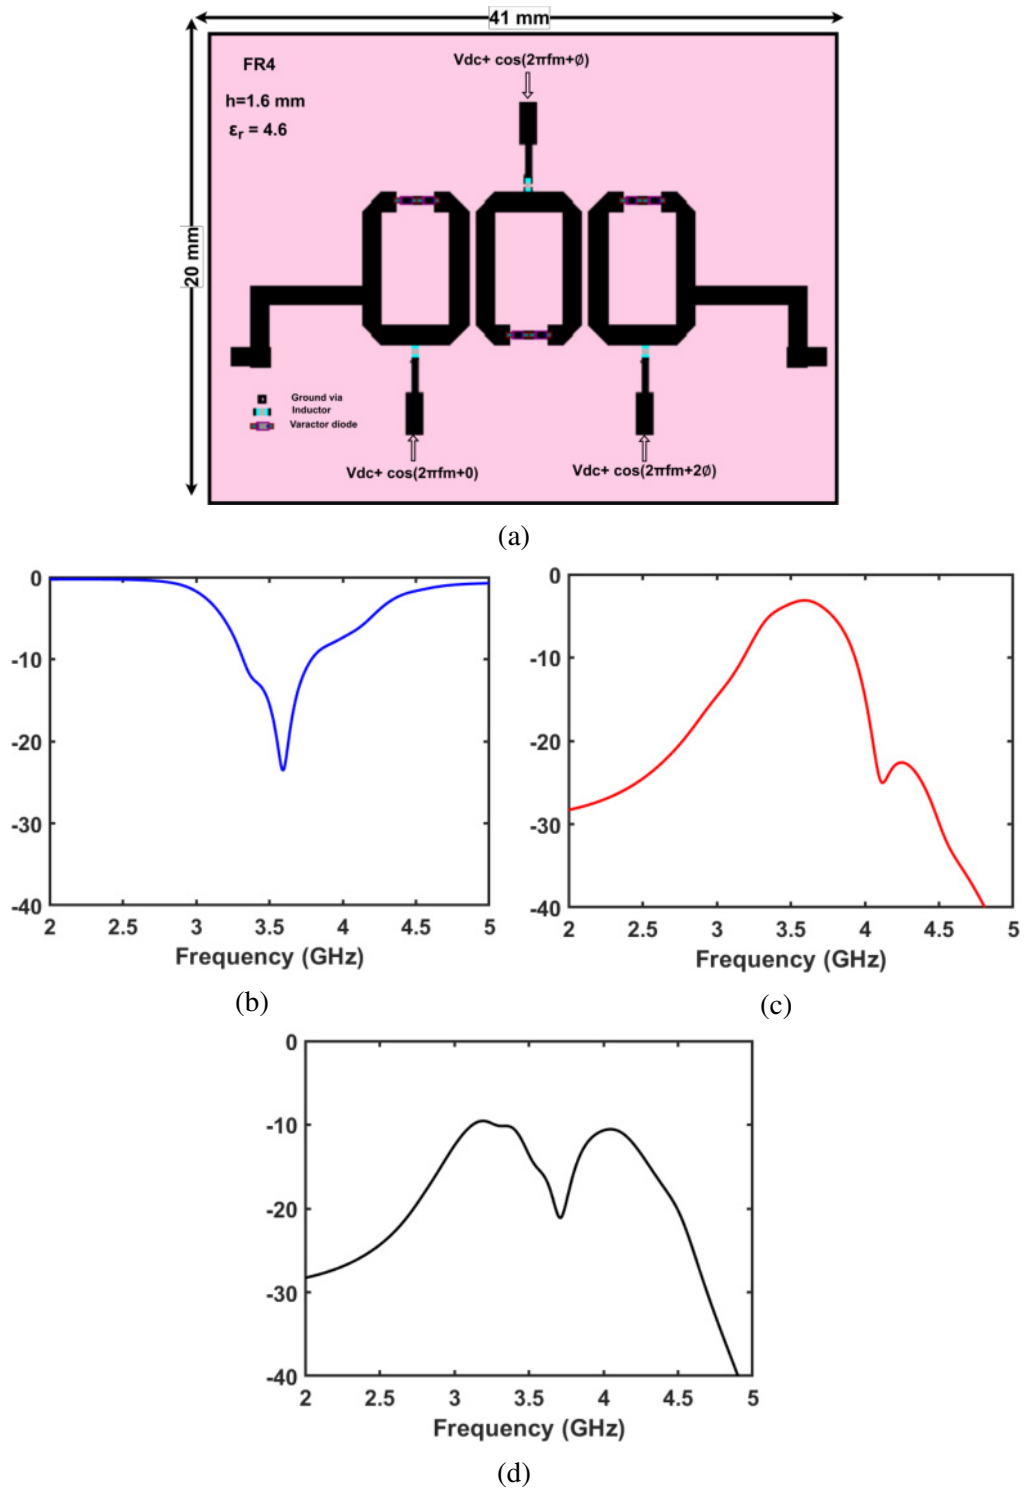 41 mm
20 mm
FR4
h=1.6 mm
εr = 4.6
Vdc+ cos(2πfm+∅)
Ground via
Inductor
Varactor diode
Vdc+ cos(2πfm+0)
Vdc+ cos(2πfm+2∅)
(a)
0
-10
-20
-30
-40
2 2.5 3 3.5 4 4.5 5
Frequency (GHz)
(b)
0
-10
-20
-30
-40
2 2.5 3 3.5 4 4.5 5
Frequency (GHz)
(c)
0
-10
-20
-30
-40
2 2.5 3 3.5 4 4.5 5
Frequency (GHz)
(d)